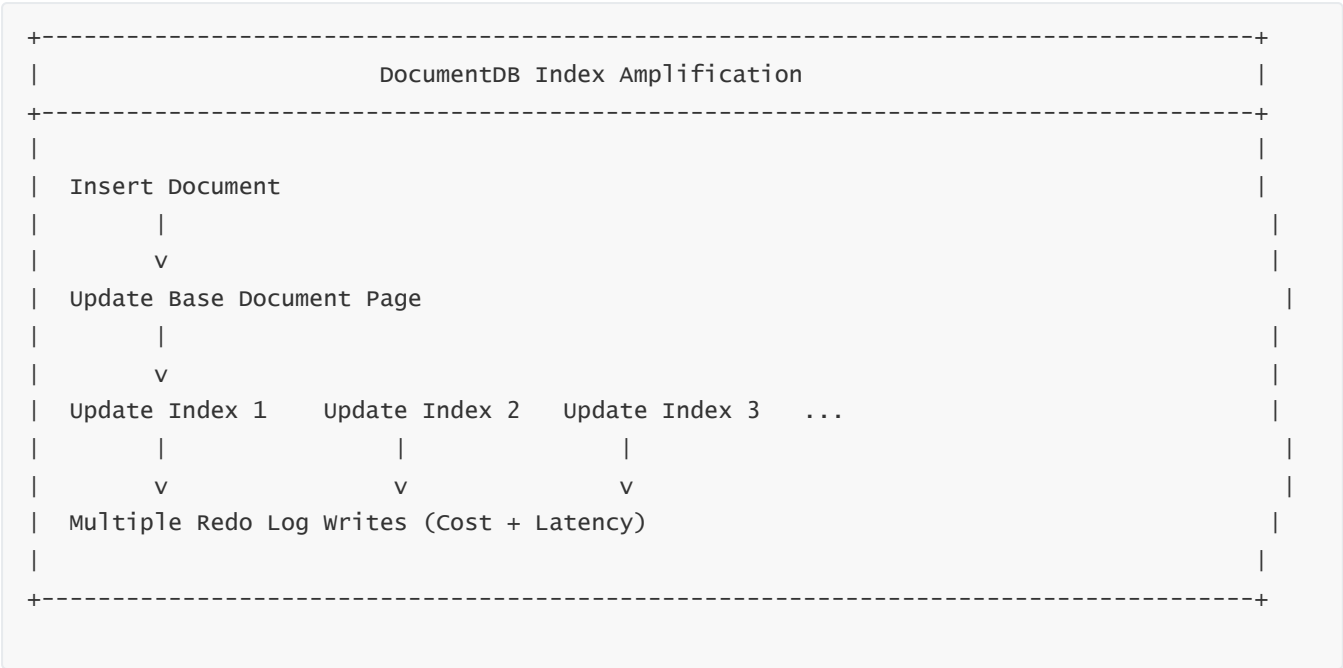 +--------------------------------------------------------------------------------------+
|                        DocumentDB Index Amplification                                |
+--------------------------------------------------------------------------------------+
|                                                                                      |
|  Insert Document                                                                     |
|        |                                                                              |
|        v                                                                              |
|  Update Base Document Page                                                             |
|        |                                                                              |
|        v                                                                              |
|  Update Index 1    Update Index 2   Update Index 3   ...                              |
|        |                |               |                                              |
|        v                v               v                                              |
|  Multiple Redo Log Writes (Cost + Latency)                                            |
|                                                                                      |
+--------------------------------------------------------------------------------------+